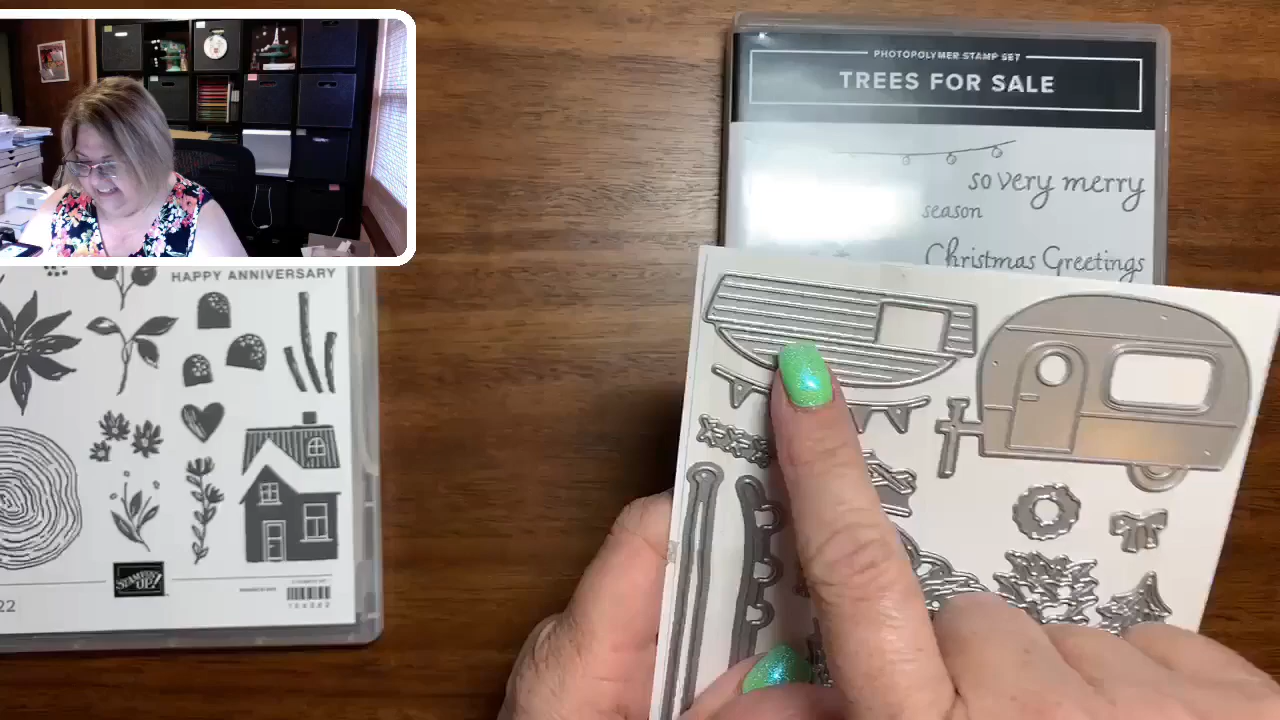 PHOTOPOLYMER STAMP SET
TREES FOR SALE
so very merry
season
Christmas Greetings
HAPPY ANNIVERSARY
STAMPIN' UP!
22